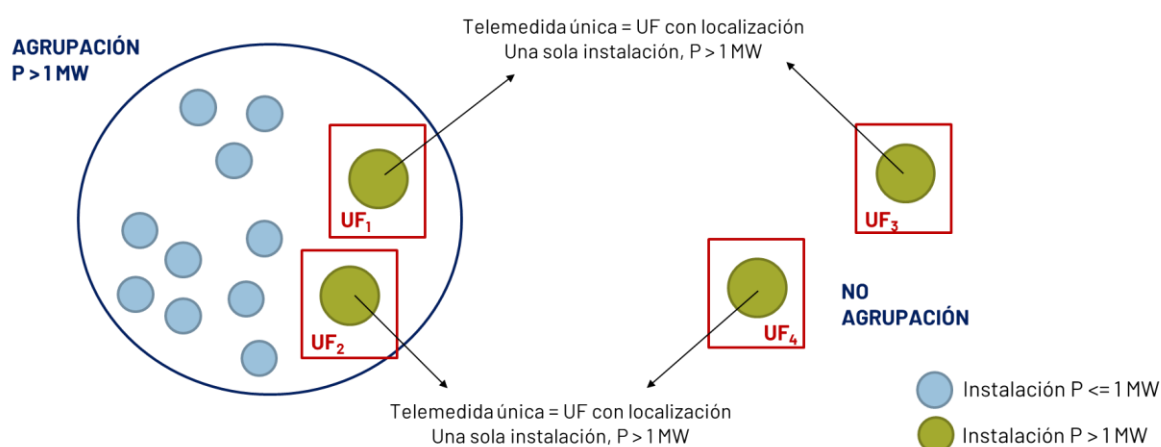 Telemedida única = UF con localización
Una sola instalación, P > 1 MW
AGRUPACIÓN
P > 1 MW
UF₁
UF₃
UF₂
UF₄
NO
AGRUPACIÓN
Telemedida única = UF con localización
Una sola instalación, P > 1 MW
Instalación P <= 1 MW
Instalación P > 1 MW